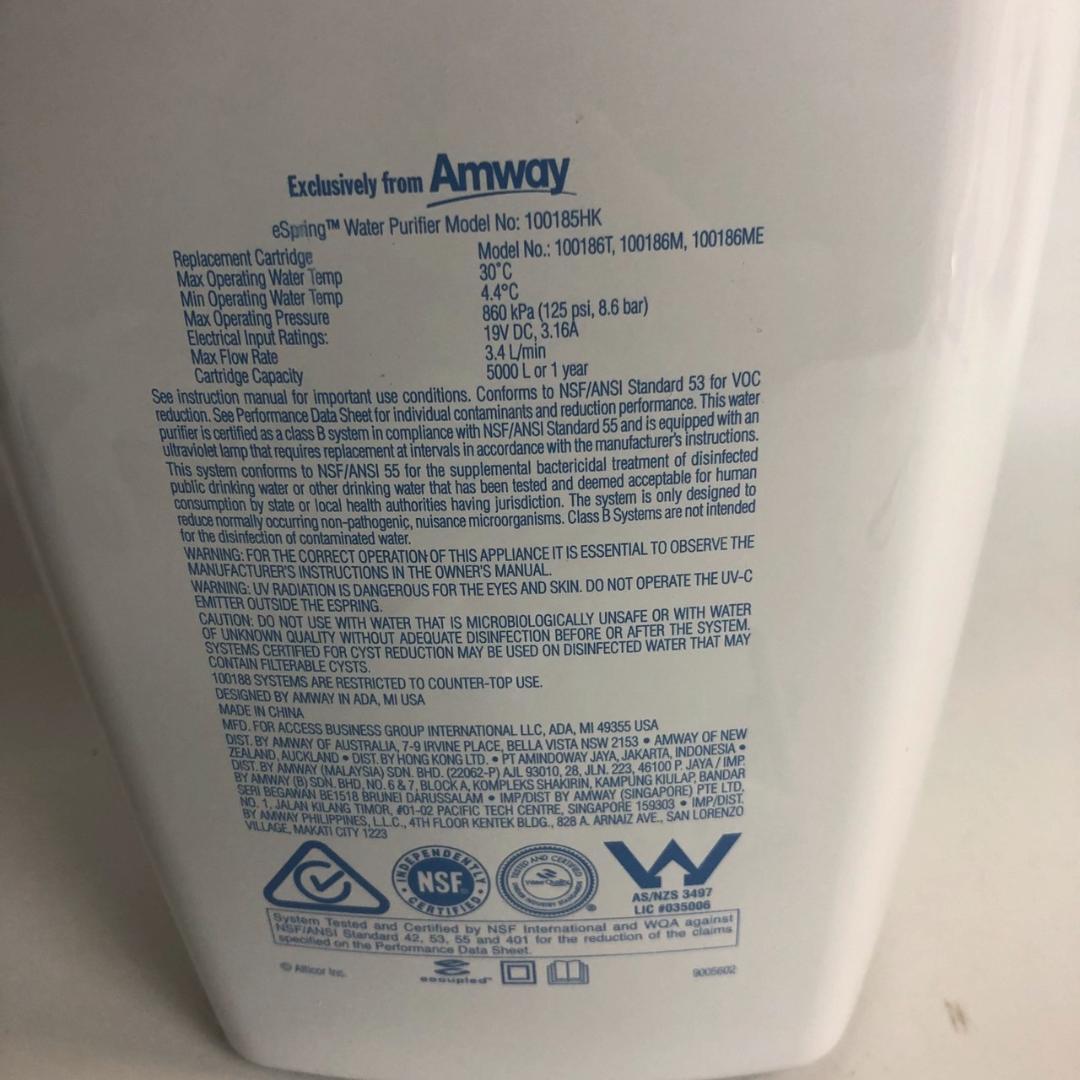 Exclusively from Amway
eSpring™ Water Purifier Model No: 100185HK
Replacement Cartridge Model No.: 100186T, 100186M, 100186ME
Max Operating Water Temp 30°C
Min Operating Water Temp 4.4°C
Max Operating Pressure 860 kPa (125 psi, 8.6 bar)
Electrical Input Ratings: 19V DC, 3.16A
Max Flow Rate 3.4 L/min
Cartridge Capacity 5000 L or 1 year
See instruction manual for important use conditions. Conforms to NSF/ANSI Standard 53 for VOC
reduction. See Performance Data Sheet for individual contaminants and reduction performance. This water
purifier is certified as a class B system in compliance with NSF/ANSI Standard 55 and is equipped with an
ultraviolet lamp that requires replacement at intervals in accordance with the manufacturer's instructions.
This system conforms to NSF/ANSI 55 for the supplemental bactericidal treatment of disinfected
public drinking water or other drinking water that has been tested and deemed acceptable for human
consumption by state or local health authorities having jurisdiction. The system is only designed to
reduce normally occurring non-pathogenic, nuisance microorganisms. Class B Systems are not intended
for the disinfection of contaminated water.
WARNING: FOR THE CORRECT OPERATION OF THIS APPLIANCE IT IS ESSENTIAL TO OBSERVE THE
MANUFACTURER'S INSTRUCTIONS IN THE OWNER'S MANUAL.
WARNING: UV RADIATION IS DANGEROUS FOR THE EYES AND SKIN. DO NOT OPERATE THE UV-C
EMITTER OUTSIDE THE ESPRING.
CAUTION: DO NOT USE WITH WATER THAT IS MICROBIOLOGICALLY UNSAFE OR WITH WATER
OF UNKNOWN QUALITY WITHOUT ADEQUATE DISINFECTION BEFORE OR AFTER THE SYSTEM.
SYSTEMS CERTIFIED FOR CYST REDUCTION MAY BE USED ON DISINFECTED WATER THAT MAY
CONTAIN FILTERABLE CYSTS.
100188 SYSTEMS ARE RESTRICTED TO COUNTER-TOP USE.
DESIGNED BY AMWAY IN ADA, MI USA
MADE IN CHINA
MFD. FOR ACCESS BUSINESS GROUP INTERNATIONAL LLC, ADA, MI 49355 USA
DIST. BY AMWAY OF AUSTRALIA, 7-9 IRVINE PLACE, BELLA VISTA NSW 2153 • AMWAY OF NEW
ZEALAND, AUCKLAND • DIST. BY HONG KONG LTD. • PT AMINDOWAY JAYA, JAKARTA, INDONESIA •
DIST. BY AMWAY (MALAYSIA) SDN. BHD. (22062-P) AJL 93010, 28, JLN. 223, 46100 P. JAYA / IMP.
BY AMWAY (B) SDN. BHD, NO. 6 & 7, BLOCK A, KOMPLEKS SHAKIRIN, KAMPUNG KIULAP, BANDAR
SERI BEGAWAN BE1518 BRUNEI DARUSSALAM • IMP/DIST BY AMWAY (SINGAPORE) PTE LTD.
NO. 1, JALAN KILANG TIMOR, #01-02 PACIFIC TECH CENTRE, SINGAPORE 159303 • IMP/DIST.
BY AMWAY PHILIPPINES, L.L.C., 4TH FLOOR KENTEK BLDG., 828 A. ARNAIZ AVE., SAN LORENZO
VILLAGE, MAKATI CITY 1223
INDEPENDENTLY NSF. CERTIFIED
TESTED AND CERTIFIED WaterQuality UNDER INDUSTRY STANDARDS
AS/NZS 3497
LIC #035006
System Tested and Certified by NSF International and WQA against
NSF/ANSI Standard 42, 53, 55 and 401 for the reduction of the claims
specified on the Performance Data Sheet.
© Alticor Inc. ecoupled™ 9005602